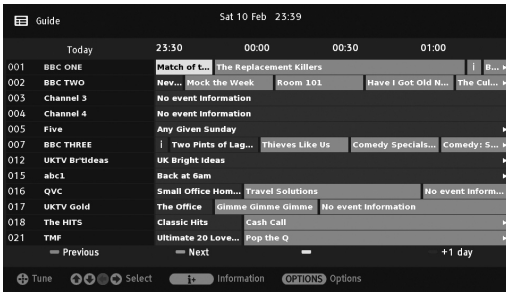 Guide Sat 10 Feb 23:39
Today 23:30 00:00 00:30 01:00
001 BBC ONE Match of t... The Replacement Killers i B...
002 BBC TWO Nev... Mock the Week Room 101 Have I Got Old N... The Cul...
003 Channel 3 No event Information
004 Channel 4 No event Information
005 Five Any Given Sunday
007 BBC THREE i Two Pints of Lag... Thieves Like Us Comedy Specials... Comedy: S...
012 UKTV Br'tIdeas UK Bright Ideas
015 abc1 Back at 6am
016 QVC Small Office Hom... Travel Solutions No event Inform...
017 UKTV Gold The Office Gimme Gimme Gimme No event Information
018 The HITS Classic Hits Cash Call
021 TMF Ultimate 20 Love... Pop the Q
Previous Next +1 day
Tune Select i+ Information OPTIONS Options